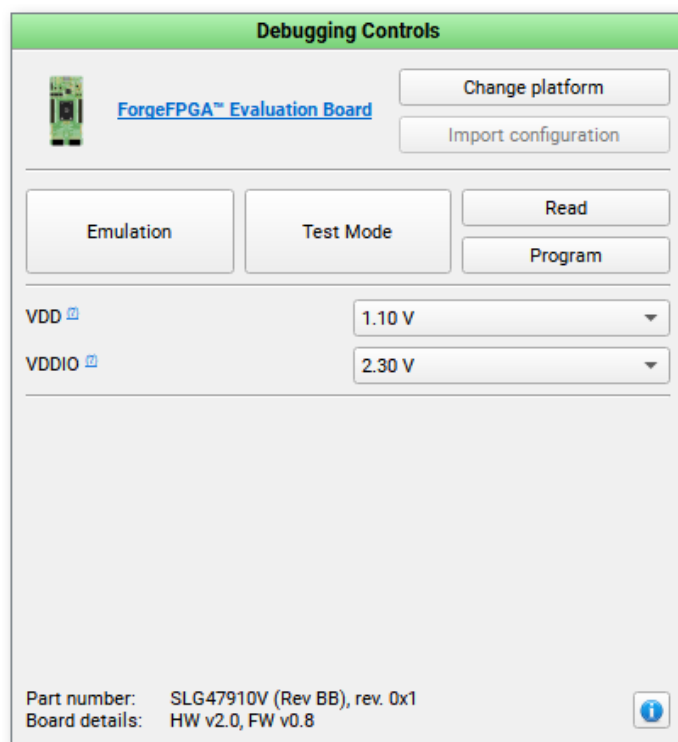 Debugging Controls
ForgeFPGA™ Evaluation Board
Change platform
Import configuration
Emulation
Test Mode
Read
Program
VDD [?]
1.10 V
VDDIO [?]
2.30 V
Part number: SLG47910V (Rev BB), rev. 0x1
Board details: HW v2.0, FW v0.8